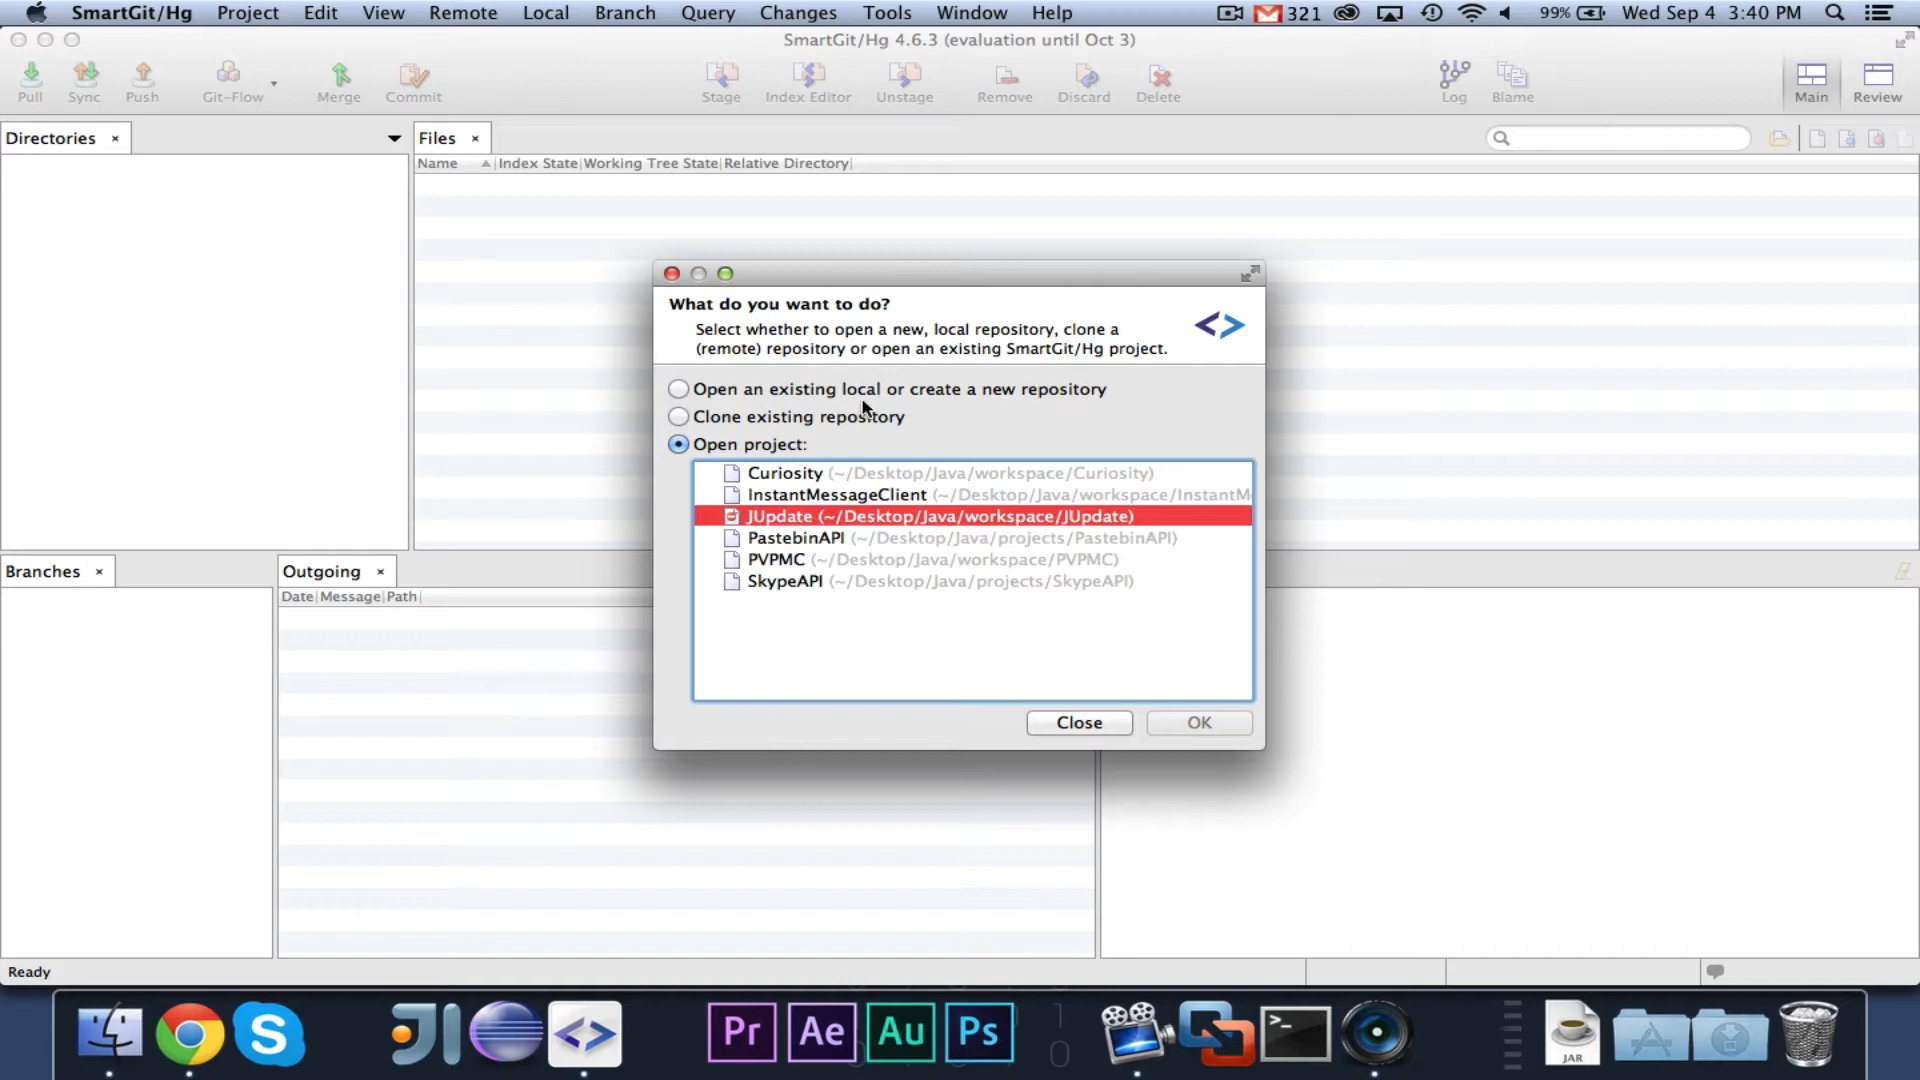 SmartGit/Hg Project Edit View Remote Local Branch Query Changes Tools Window Help 321 99% Wed Sep 4 3:40 PM
SmartGit/Hg 4.6.3 (evaluation until Oct 3)
Pull Sync Push Git-Flow Merge Commit Stage Index Editor Unstage Remove Discard Delete Log Blame Main Review
Directories Files
Name Index State Working Tree State Relative Directory
What do you want to do?
Select whether to open a new, local repository, clone a
(remote) repository or open an existing SmartGit/Hg project.
Open an existing local or create a new repository
Clone existing repository
Open project:
Curiosity (~/Desktop/Java/workspace/Curiosity)
InstantMessageClient (~/Desktop/Java/workspace/InstantM
JUpdate (~/Desktop/Java/workspace/JUpdate)
PastebinAPI (~/Desktop/Java/projects/PastebinAPI)
PVPMC (~/Desktop/Java/workspace/PVPMC)
SkypeAPI (~/Desktop/Java/projects/SkypeAPI)
Close OK
Branches Outgoing
Date Message Path
Ready
S JI <> Pr Ae Au Ps >_ JAR